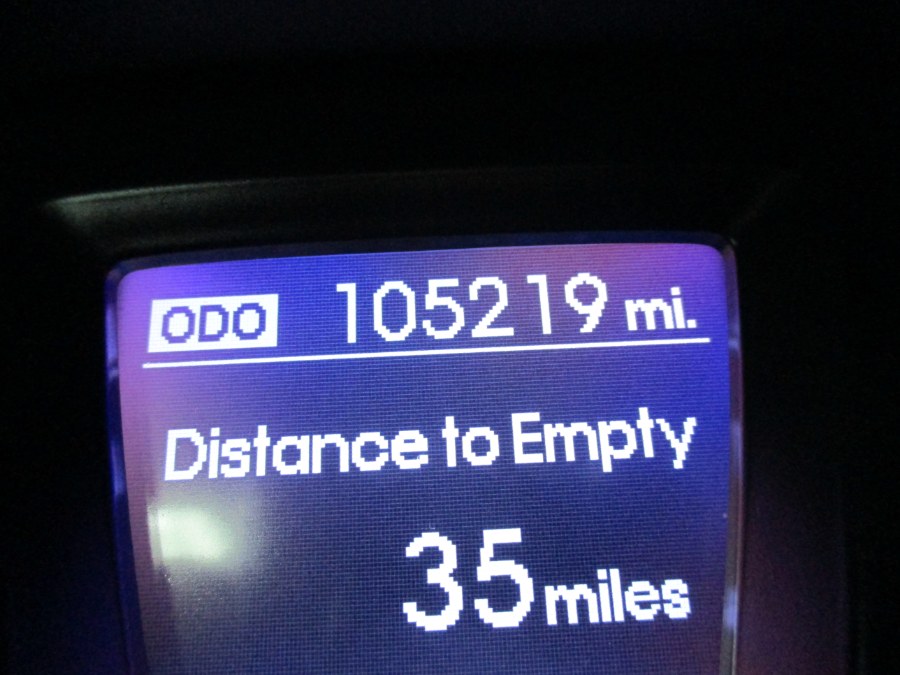 ODO 105219 mi.
Distance to Empty
35 miles